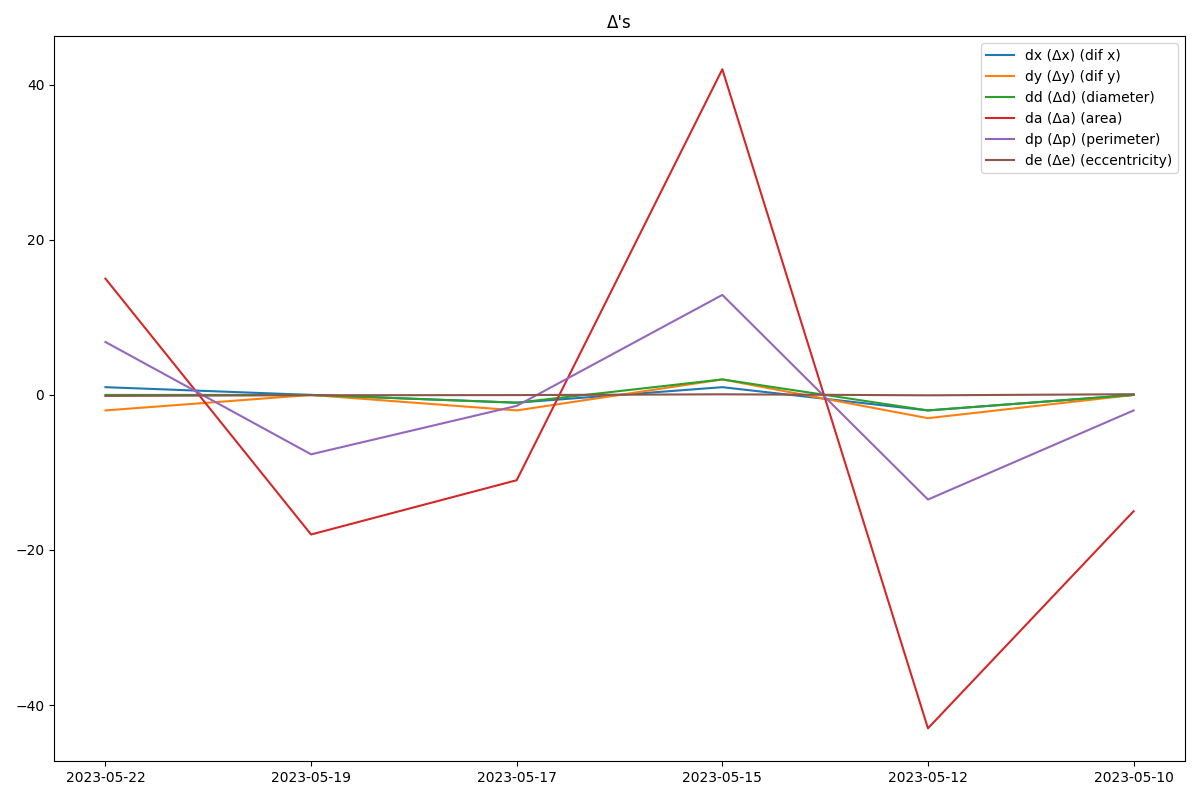 Δ's
dx (Δx) (dif x)
dy (Δy) (dif y)
dd (Δd) (diameter)
da (Δa) (area)
dp (Δp) (perimeter)
de (Δe) (eccentricity)
40
20
0
−20
−40
2023-05-22 2023-05-19 2023-05-17 2023-05-15 2023-05-12 2023-05-10